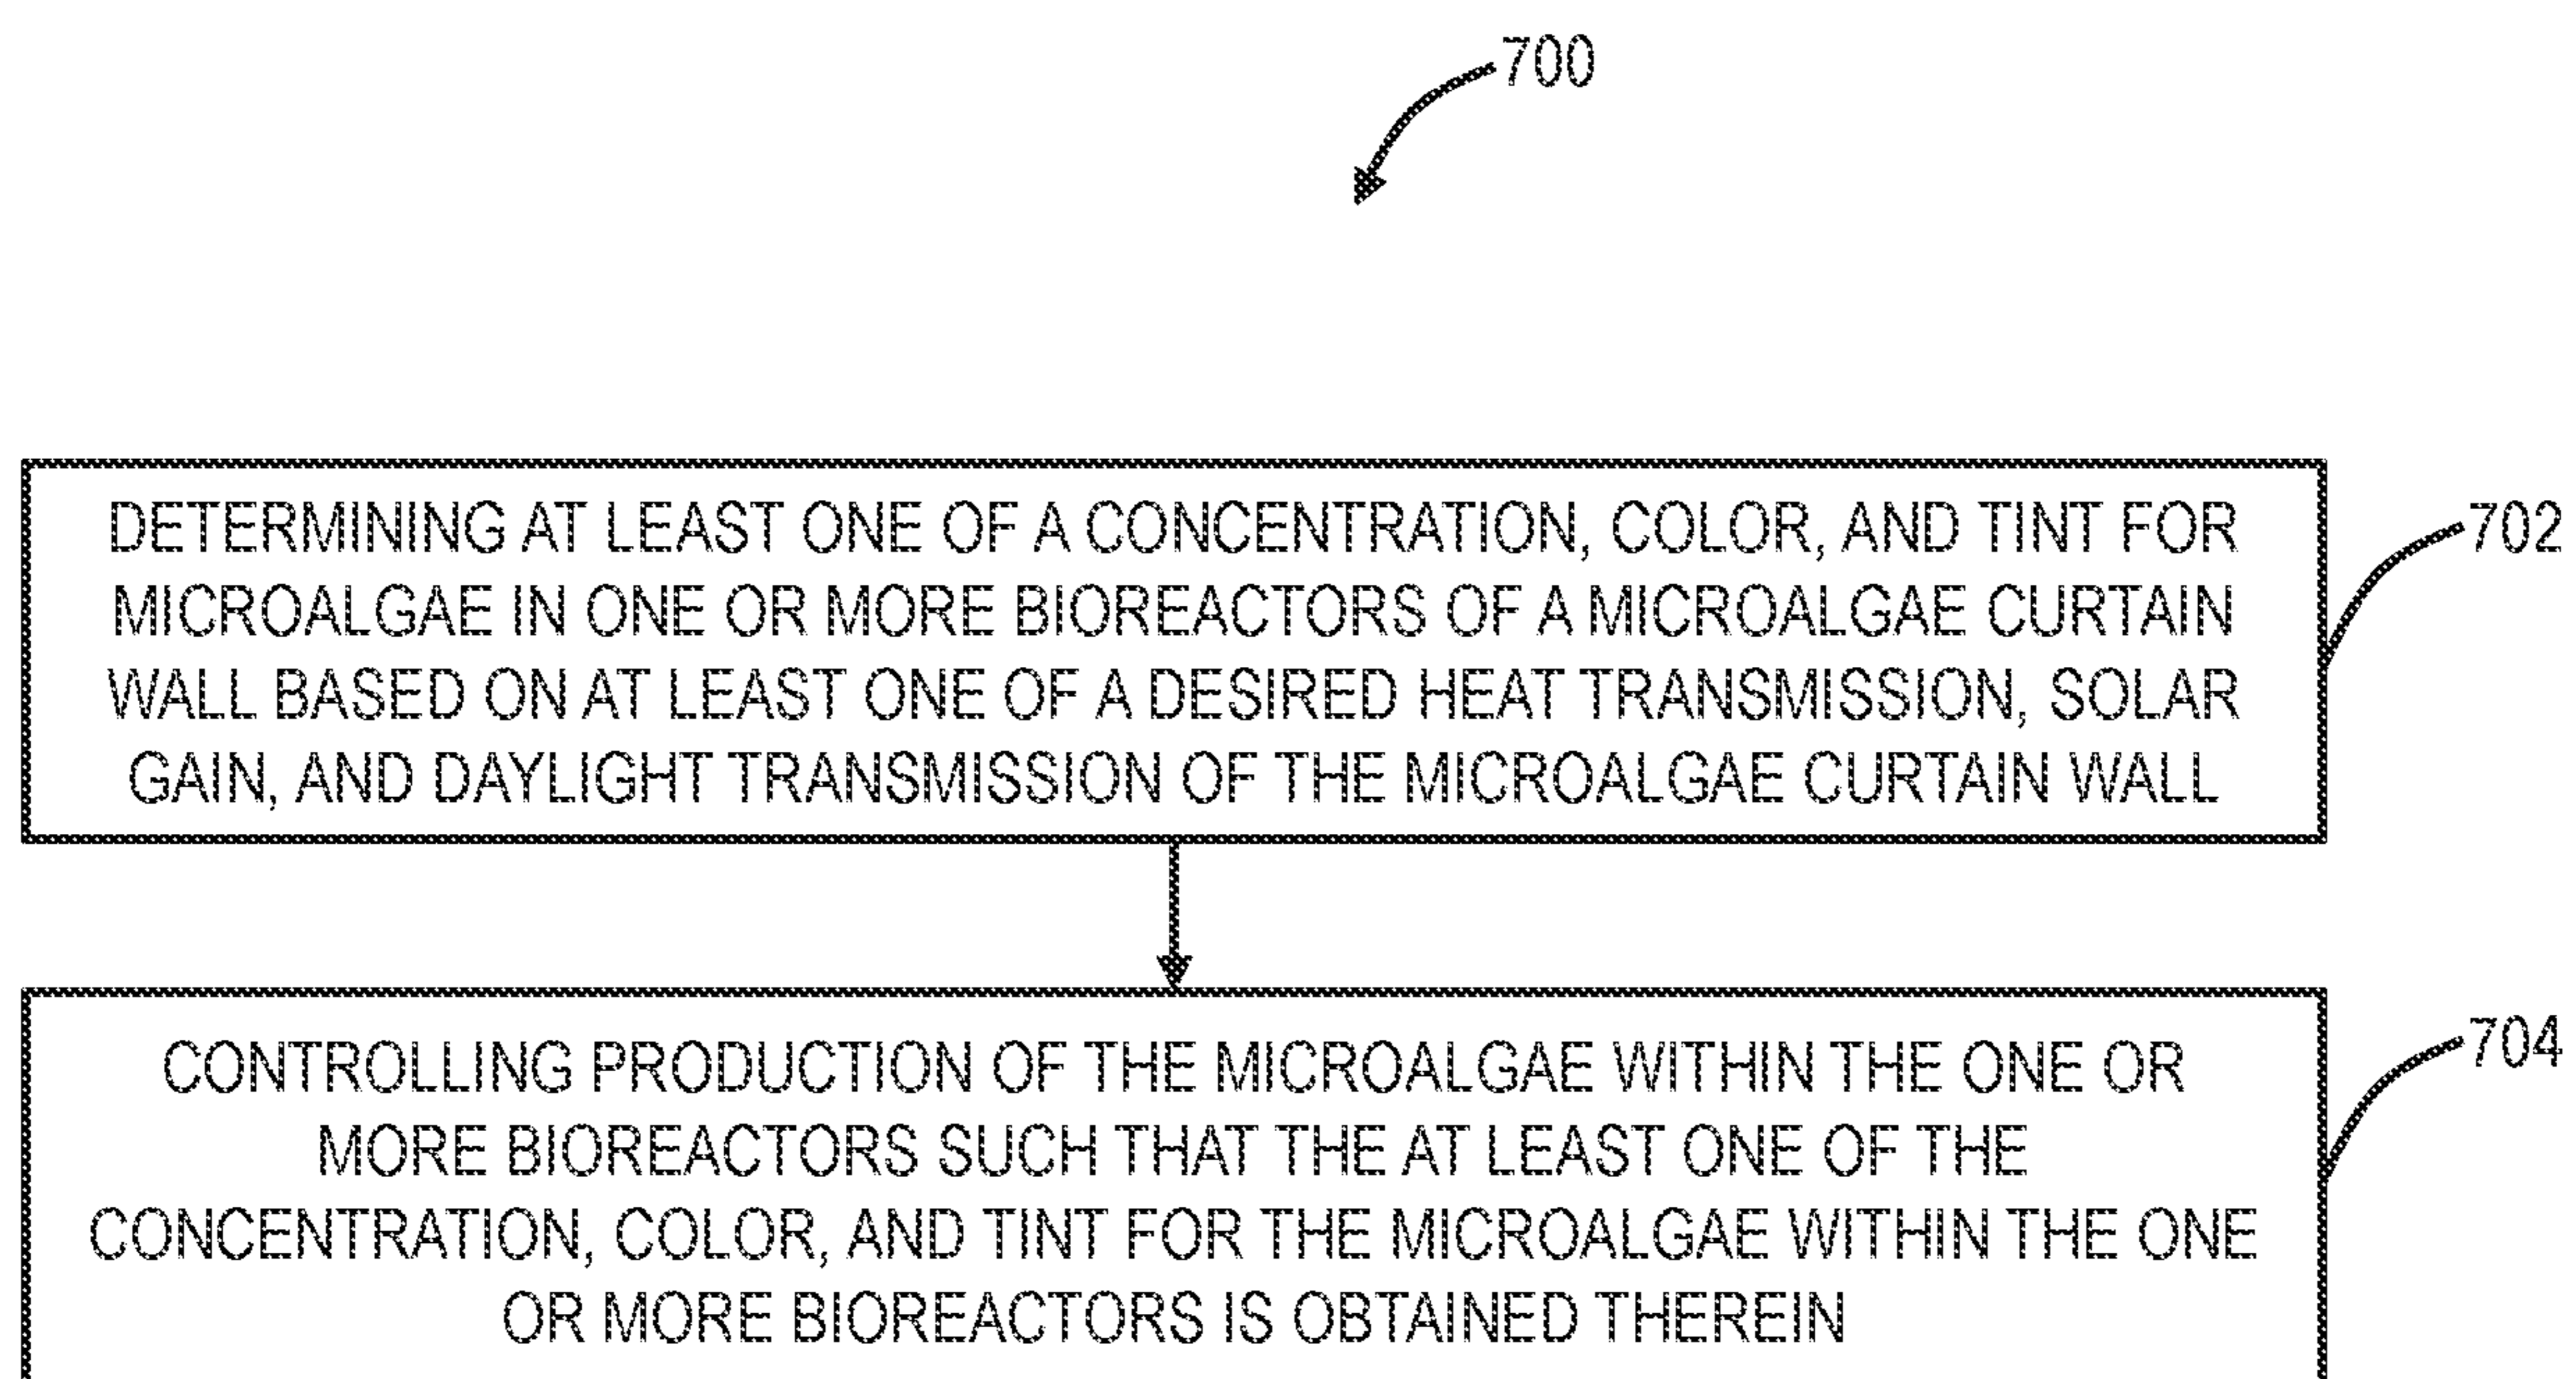 700
DETERMINING AT LEAST ONE OF A CONCENTRATION, COLOR, AND TINT FOR
MICROALGAE IN ONE OR MORE BIOREACTORS OF A MICROALGAE CURTAIN
WALL BASED ON AT LEAST ONE OF A DESIRED HEAT TRANSMISSION, SOLAR
GAIN, AND DAYLIGHT TRANSMISSION OF THE MICROALGAE CURTAIN WALL
702
CONTROLLING PRODUCTION OF THE MICROALGAE WITHIN THE ONE OR
MORE BIOREACTORS SUCH THAT THE AT LEAST ONE OF THE
CONCENTRATION, COLOR, AND TINT FOR THE MICROALGAE WITHIN THE ONE
OR MORE BIOREACTORS IS OBTAINED THEREIN
704